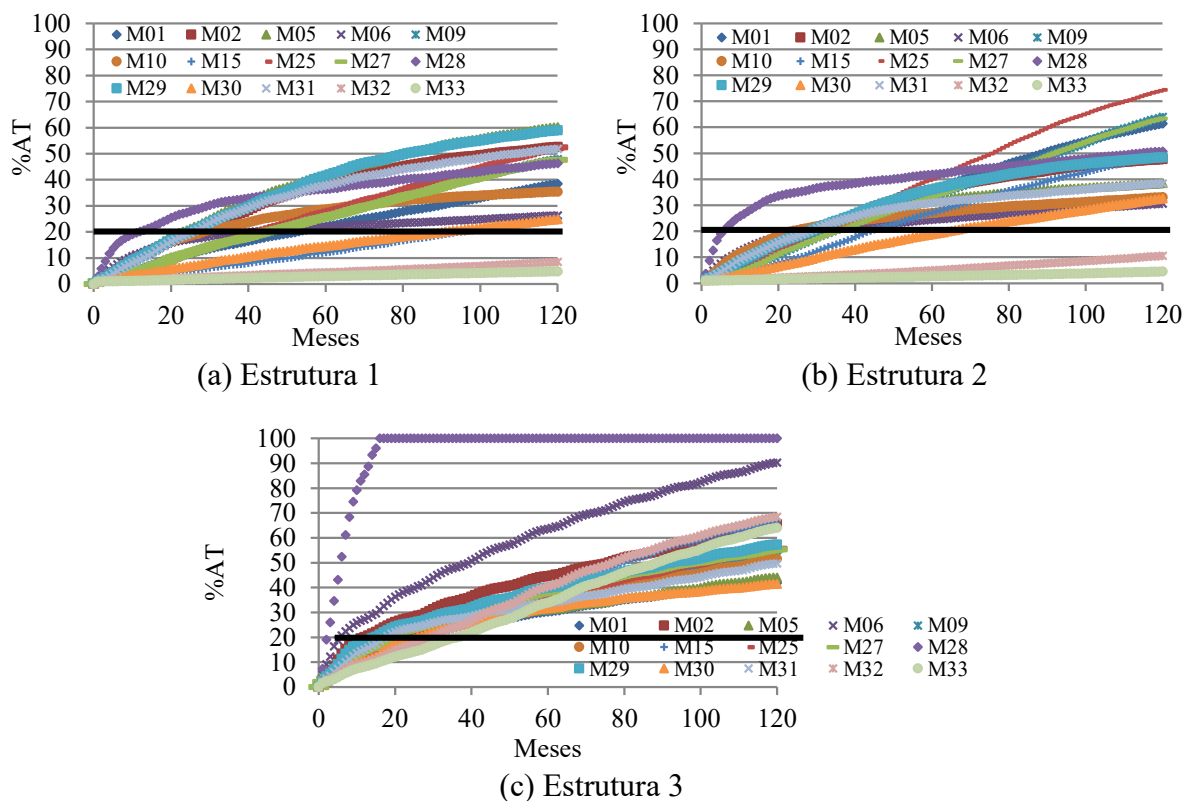 100
90
80
70
60
50
40
30
20
10
0
%AT
M01 M02 M05 M06 M09
M10 M15 M25 M27 M28
M29 M30 M31 M32 M33
0 20 40 60 80 100 120
Meses
(a) Estrutura 1
100
90
80
70
60
50
40
30
20
10
0
%AT
M01 M02 M05 M06 M09
M10 M15 M25 M27 M28
M29 M30 M31 M32 M33
0 20 40 60 80 100 120
Meses
(b) Estrutura 2
100
90
80
70
60
50
40
30
20
10
0
%AT
M01 M02 M05 M06 M09
M10 M15 M25 M27 M28
M29 M30 M31 M32 M33
0 20 40 60 80 100 120
Meses
(c) Estrutura 3